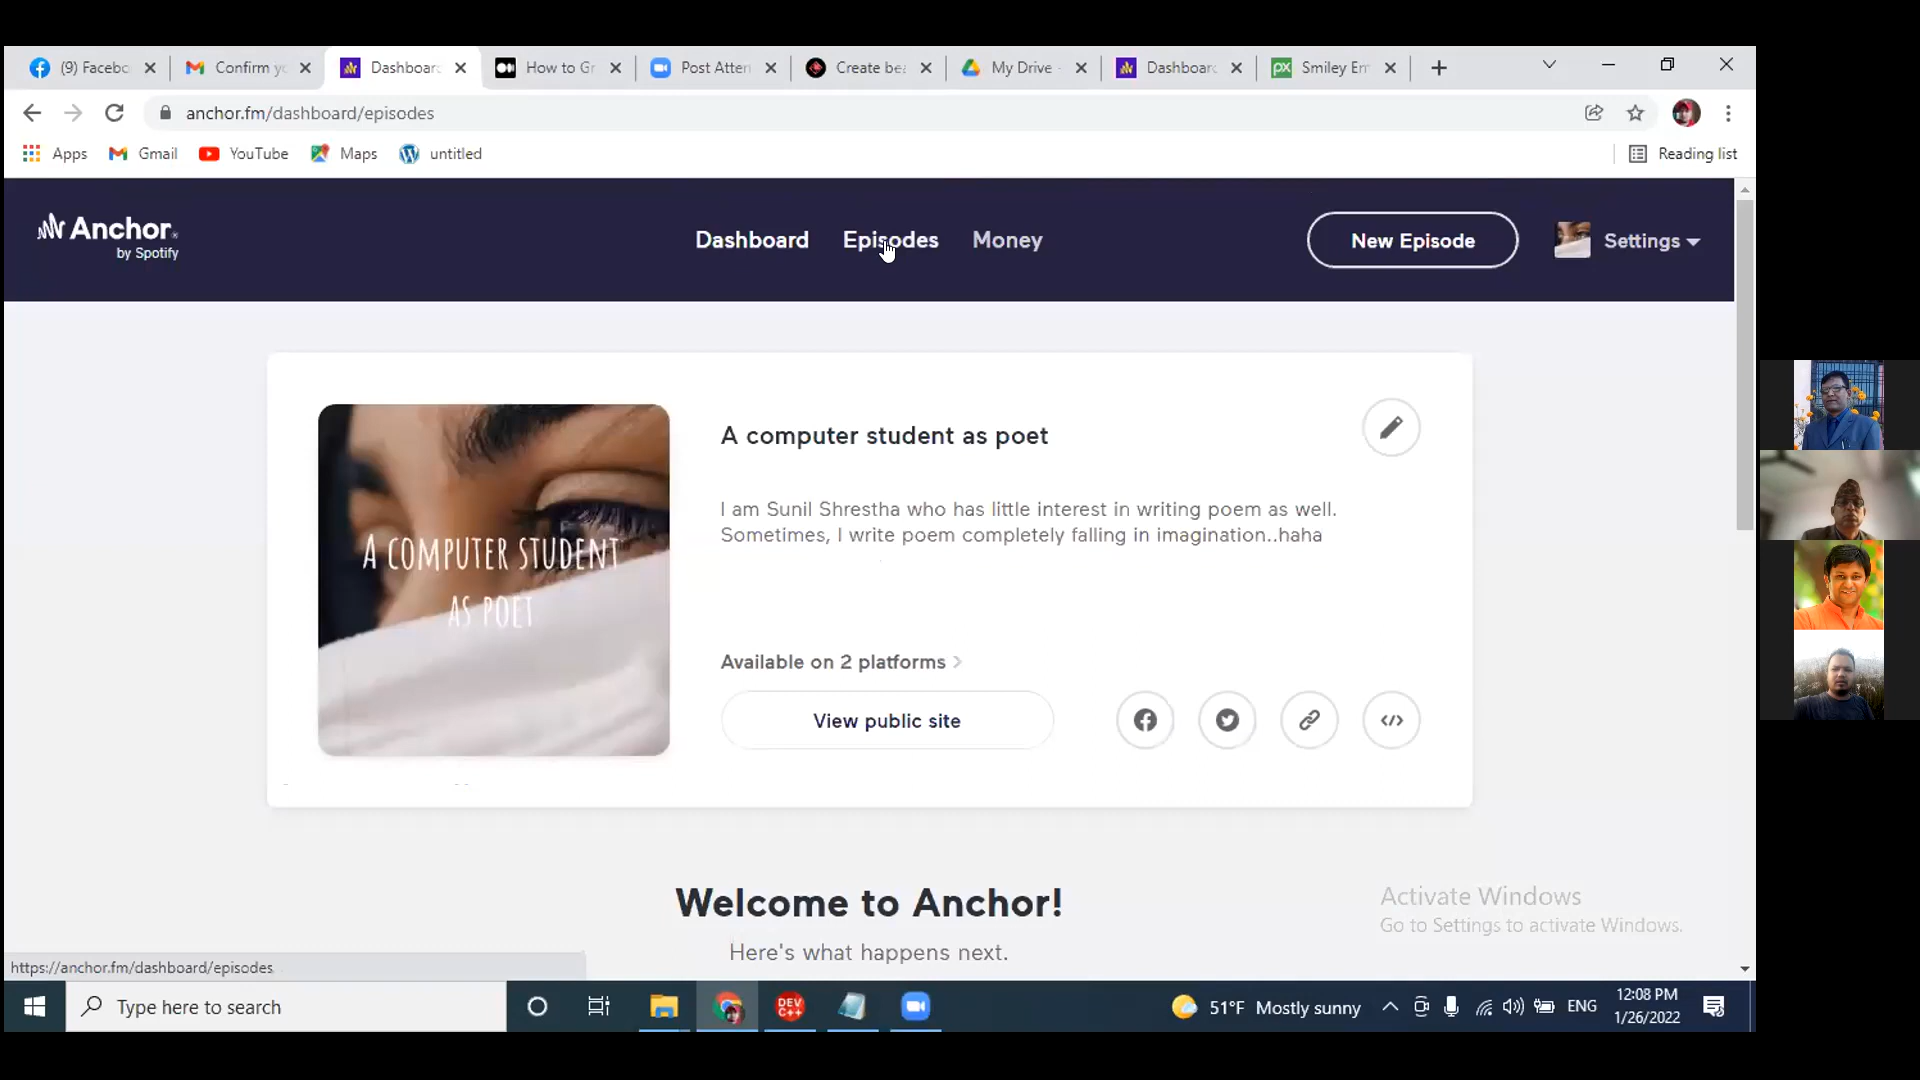 (9) Facebo
Confirm yo
Dashboard
How to Gr
Post Atten
Create bea
My Drive -
Dashboard
Smiley Em
anchor.fm/dashboard/episodes
Apps
Gmail
YouTube
Maps
untitled
Reading list
Anchor
by Spotify
Dashboard
Episodes
Money
New Episode
Settings
A COMPUTER STUDENT
AS POET
A computer student as poet
I am Sunil Shrestha who has little interest in writing poem as well.
Sometimes, I write poem completely falling in imagination..haha
Available on 2 platforms
View public site
</>
Welcome to Anchor!
Here's what happens next.
Activate Windows
Go to Settings to activate Windows.
https://anchor.fm/dashboard/episodes
Type here to search
DEV
C++
51°F Mostly sunny
ENG
12:08 PM
1/26/2022